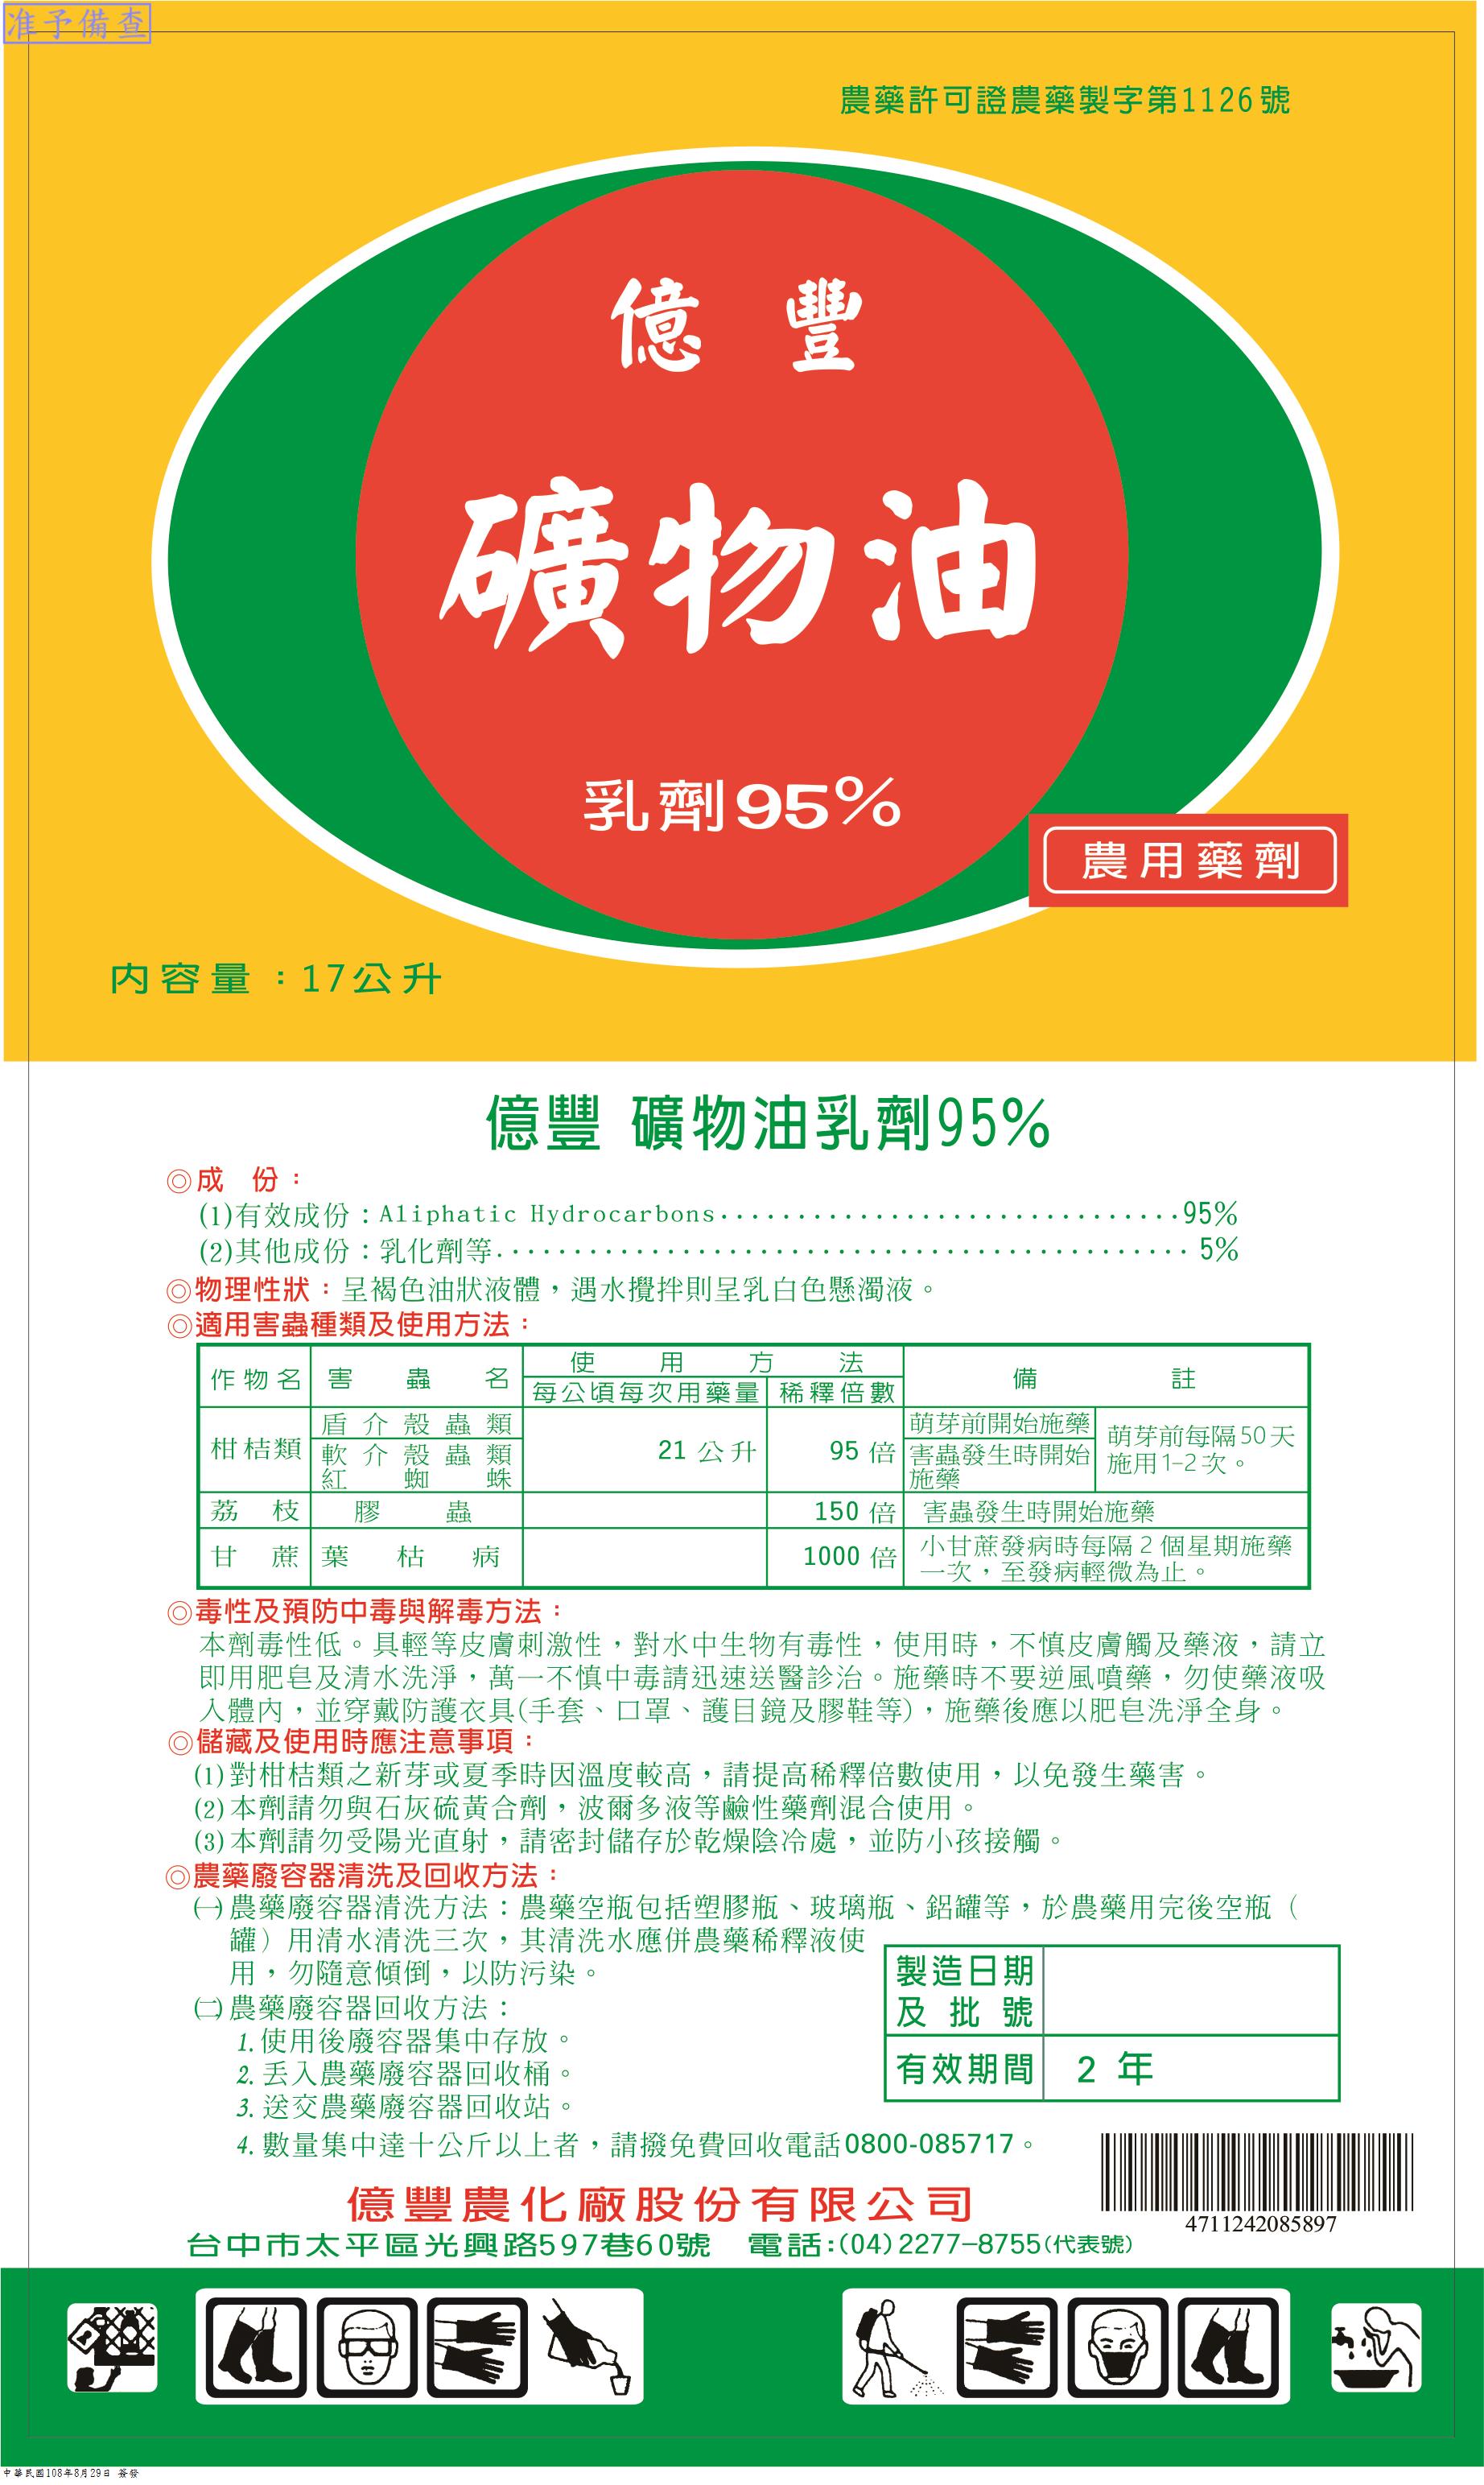 准予備查
農藥許可證農藥製字第1126號
億豐
礦物油
乳劑95%
農用藥劑
內容量：17公升
億豐 礦物油乳劑95%
◎成 份：
(1)有效成份：Aliphatic Hydrocarbons······························95%
(2)其他成份：乳化劑等············································5%
◎物理性狀：呈褐色油狀液體，遇水攪拌則呈乳白色懸濁液。
◎適用害蟲種類及使用方法：
作物名 害蟲名 使用方法 備註
每公頃每次用藥量 稀釋倍數
柑桔類 盾介殼蟲類 21公升 95倍 萌芽前開始施藥 萌芽前每隔50天
軟介殼蟲類 害蟲發生時開始 施用1-2次。
紅蜘蛛 施藥
荔枝 膠蟲 150倍 害蟲發生時開始施藥
甘蔗 葉枯病 1000倍 小甘蔗發病時每隔2個星期施藥
一次，至發病輕微為止。
◎毒性及預防中毒與解毒方法：
本劑毒性低。具輕等皮膚刺激性，對水中生物有毒性，使用時，不慎皮膚觸及藥液，請立
即用肥皂及清水洗淨，萬一不慎中毒請迅速送醫診治。施藥時不要逆風噴藥，勿使藥液吸
入體內，並穿戴防護衣具(手套、口罩、護目鏡及膠鞋等)，施藥後應以肥皂洗淨全身。
◎儲藏及使用時應注意事項：
(1)對柑桔類之新芽或夏季時因溫度較高，請提高稀釋倍數使用，以免發生藥害。
(2)本劑請勿與石灰硫黃合劑，波爾多液等鹼性藥劑混合使用。
(3)本劑請勿受陽光直射，請密封儲存於乾燥陰冷處，並防小孩接觸。
◎農藥廢容器清洗及回收方法：
㈠農藥廢容器清洗方法：農藥空瓶包括塑膠瓶、玻璃瓶、鋁罐等，於農藥用完後空瓶（
罐）用清水清洗三次，其清洗水應併農藥稀釋液使
用，勿隨意傾倒，以防污染。
㈡農藥廢容器回收方法：
1.使用後廢容器集中存放。
2.丟入農藥廢容器回收桶。
3.送交農藥廢容器回收站。
4.數量集中達十公斤以上者，請撥免費回收電話0800-085717。
製造日期
及批號
有效期間 2年
4711242085897
億豐農化廠股份有限公司
台中市太平區光興路597巷60號 電話:(04)2277-8755(代表號)
中華民國108年8月29日 簽發